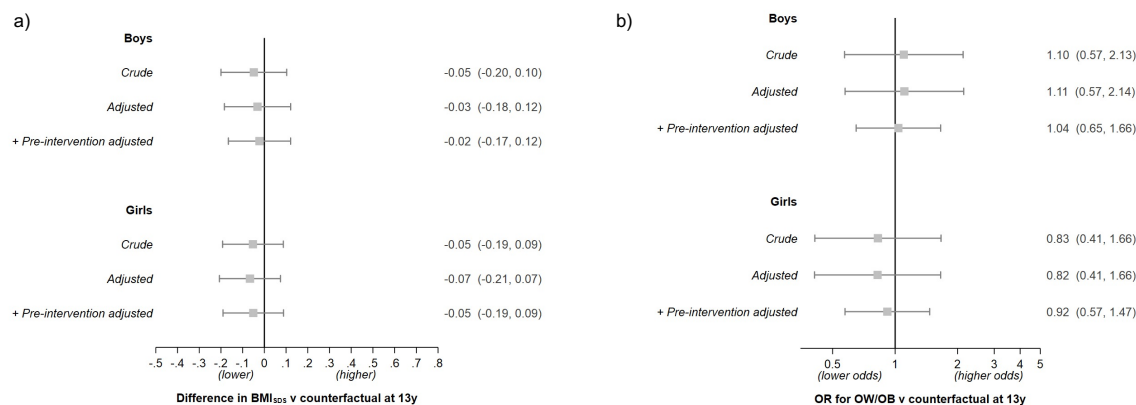 a)
Boys
Crude -0.05 (-0.20, 0.10)
Adjusted -0.03 (-0.18, 0.12)
+ Pre-intervention adjusted -0.02 (-0.17, 0.12)
Girls
Crude -0.05 (-0.19, 0.09)
Adjusted -0.07 (-0.21, 0.07)
+ Pre-intervention adjusted -0.05 (-0.19, 0.09)
-.5 -.4 -.3 -.2 -.1 0 .1 .2 .3 .4 .5 .6 .7 .8
(lower) (higher)
Difference in BMISDS v counterfactual at 13y
b)
Boys
Crude 1.10 (0.57, 2.13)
Adjusted 1.11 (0.57, 2.14)
+ Pre-intervention adjusted 1.04 (0.65, 1.66)
Girls
Crude 0.83 (0.41, 1.66)
Adjusted 0.82 (0.41, 1.66)
+ Pre-intervention adjusted 0.92 (0.57, 1.47)
0.5 1 2 3 4 5
(lower odds) (higher odds)
OR for OW/OB v counterfactual at 13y